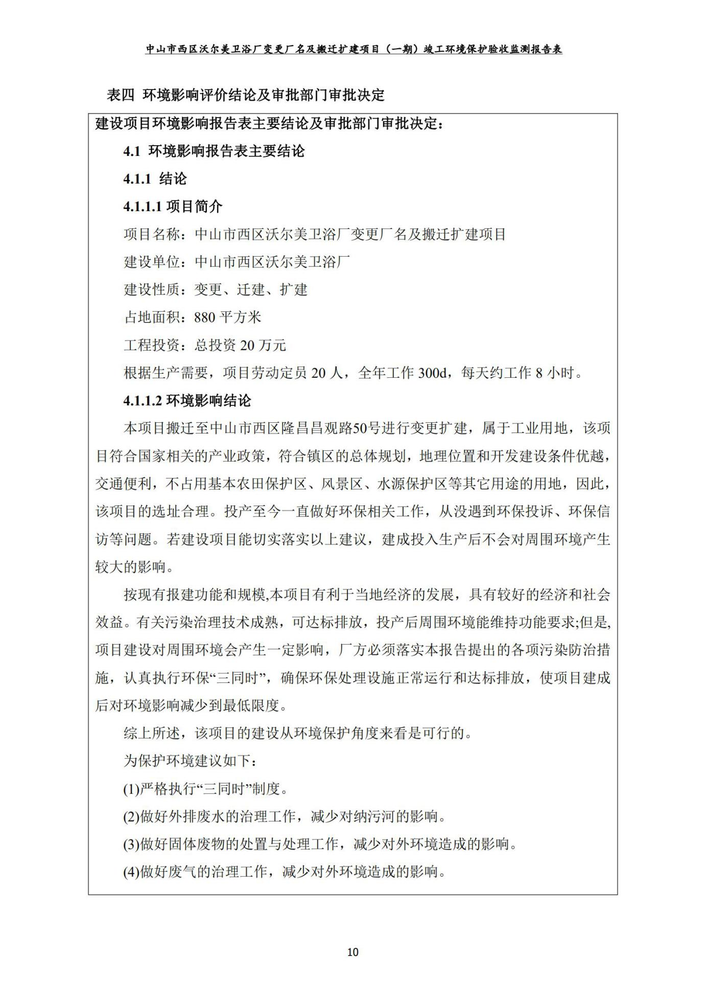 中山市西区沃尔美卫浴厂变更厂名及搬迁扩建项目（一期）竣工环境保护验收监测报告表
表四 环境影响评价结论及审批部门审批决定
建设项目环境影响报告表主要结论及审批部门审批决定：
4.1 环境影响报告表主要结论
4.1.1 结论
4.1.1.1 项目简介
项目名称：中山市西区沃尔美卫浴厂变更厂名及搬迁扩建项目
建设单位：中山市西区沃尔美卫浴厂
建设性质：变更、迁建、扩建
占地面积：880 平方米
工程投资：总投资 20 万元
根据生产需要，项目劳动定员 20 人，全年工作 300d，每天约工作 8 小时。
4.1.1.2 环境影响结论
本项目搬迁至中山市西区隆昌昌观路50号进行变更扩建，属于工业用地，该项
目符合国家相关的产业政策，符合镇区的总体规划，地理位置和开发建设条件优越，
交通便利，不占用基本农田保护区、风景区、水源保护区等其它用途的用地，因此，
该项目的选址合理。投产至今一直做好环保相关工作，从没遇到环保投诉、环保信
访等问题。若建设项目能切实落实以上建议，建成投入生产后不会对周围环境产生
较大的影响。
按现有报建功能和规模,本项目有利于当地经济的发展，具有较好的经济和社会
效益。有关污染治理技术成熟，可达标排放，投产后周围环境能维持功能要求;但是,
项目建设对周围环境会产生一定影响，厂方必须落实本报告提出的各项污染防治措
施，认真执行环保“三同时”，确保环保处理设施正常运行和达标排放，使项目建成
后对环境影响减少到最低限度。
综上所述，该项目的建设从环境保护角度来看是可行的。
为保护环境建议如下：
(1)严格执行“三同时”制度。
(2)做好外排废水的治理工作，减少对纳污河的影响。
(3)做好固体废物的处置与处理工作，减少对外环境造成的影响。
(4)做好废气的治理工作，减少对外环境造成的影响。
10